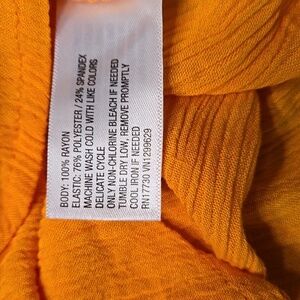 BODY: 100% RAYON
ELASTIC: 76% POLYESTER / 24% SPANDEX
MACHINE WASH COLD WITH LIKE COLORS
DELICATE CYCLE
ONLY NON-CHLORINE BLEACH IF NEEDED
TUMBLE DRY LOW, REMOVE PROMPTLY
COOL IRON IF NEEDED
RN17730 VN1299629